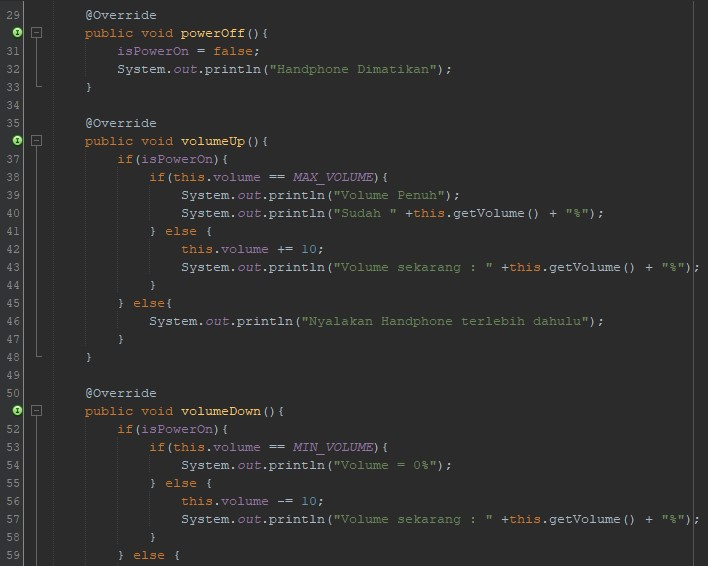 29 @Override
public void powerOff(){
31 isPowerOn = false;
32 System.out.println("Handphone Dimatikan");
33 }
34
35 @Override
public void volumeUp(){
37 if(isPowerOn){
38 if(this.volume == MAX_VOLUME){
39 System.out.println("Volume Penuh");
40 System.out.println("Sudah " +this.getVolume() + "%");
41 } else {
42 this.volume += 10;
43 System.out.println("Volume sekarang : " +this.getVolume() + "%");
44 }
45 } else{
46 System.out.println("Nyalakan Handphone terlebih dahulu");
47 }
48 }
49
50 @Override
public void volumeDown(){
52 if(isPowerOn){
53 if(this.volume == MIN_VOLUME){
54 System.out.println("Volume = 0%");
55 } else {
56 this.volume -= 10;
57 System.out.println("Volume sekarang : " +this.getVolume() + "%");
58 }
59 } else {